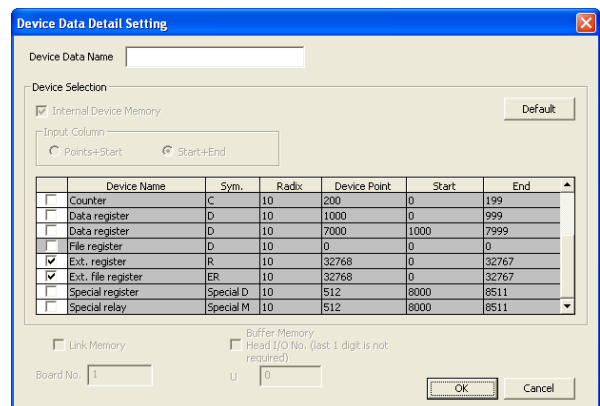 Device Data Detail Setting
Device Data Name
Device Selection
Internal Device Memory
Default
Input Column
Points+Start Start+End
Device Name Sym. Radix Device Point Start End
Counter C 10 200 0 199
Data register D 10 1000 0 999
Data register D 10 7000 1000 7999
File register D 10 0 0 0
Ext. register R 10 32768 0 32767
Ext. file register ER 10 32768 0 32767
Special register Special D 10 512 8000 8511
Special relay Special M 10 512 8000 8511
Link Memory
Buffer Memory
Head I/O No. (last 1 digit is not
required)
Board No. 1 U 0
OK Cancel